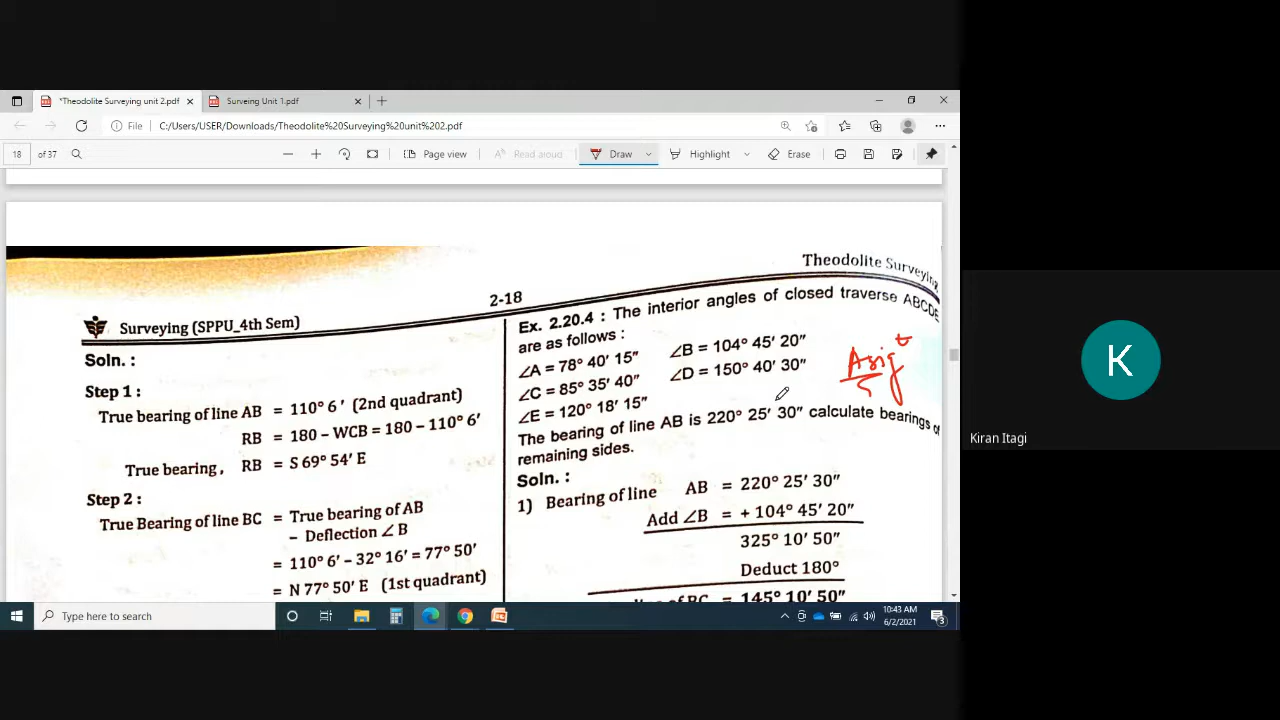 *Theodolite Surveying unit 2.pdf
Surveing Unit 1.pdf
File
C:/Users/USER/Downloads/Theodolite%20Surveying%20unit%202.pdf
18 of 37
Page view
Read aloud
Draw
Highlight
Erase
Theodolite Surveying
2-18
Surveying (SPPU_4th Sem)
Soln. :
Step 1 :
True bearing of line AB = 110° 6′ (2nd quadrant)
RB = 180 – WCB = 180 – 110° 6′
True bearing, RB = S 69° 54′ E
Step 2 :
True Bearing of line BC = True bearing of AB
– Deflection ∠ B
= 110° 6′ – 32° 16′ = 77° 50′
= N 77° 50′ E (1st quadrant)
Ex. 2.20.4 : The interior angles of closed traverse ABCDE
are as follows :
∠A = 78° 40′ 15″ ∠B = 104° 45′ 20″
∠C = 85° 35′ 40″ ∠D = 150° 40′ 30″
∠E = 120° 18′ 15″
The bearing of line AB is 220° 25′ 30″ calculate bearings of
remaining sides.
Soln. :
1) Bearing of line AB = 220° 25′ 30″
Add ∠B = + 104° 45′ 20″
325° 10′ 50″
Deduct 180°
of BC = 145° 10′ 50″
Asig t
5
K
Kiran Itagi
Type here to search
10:43 AM
6/2/2021
3